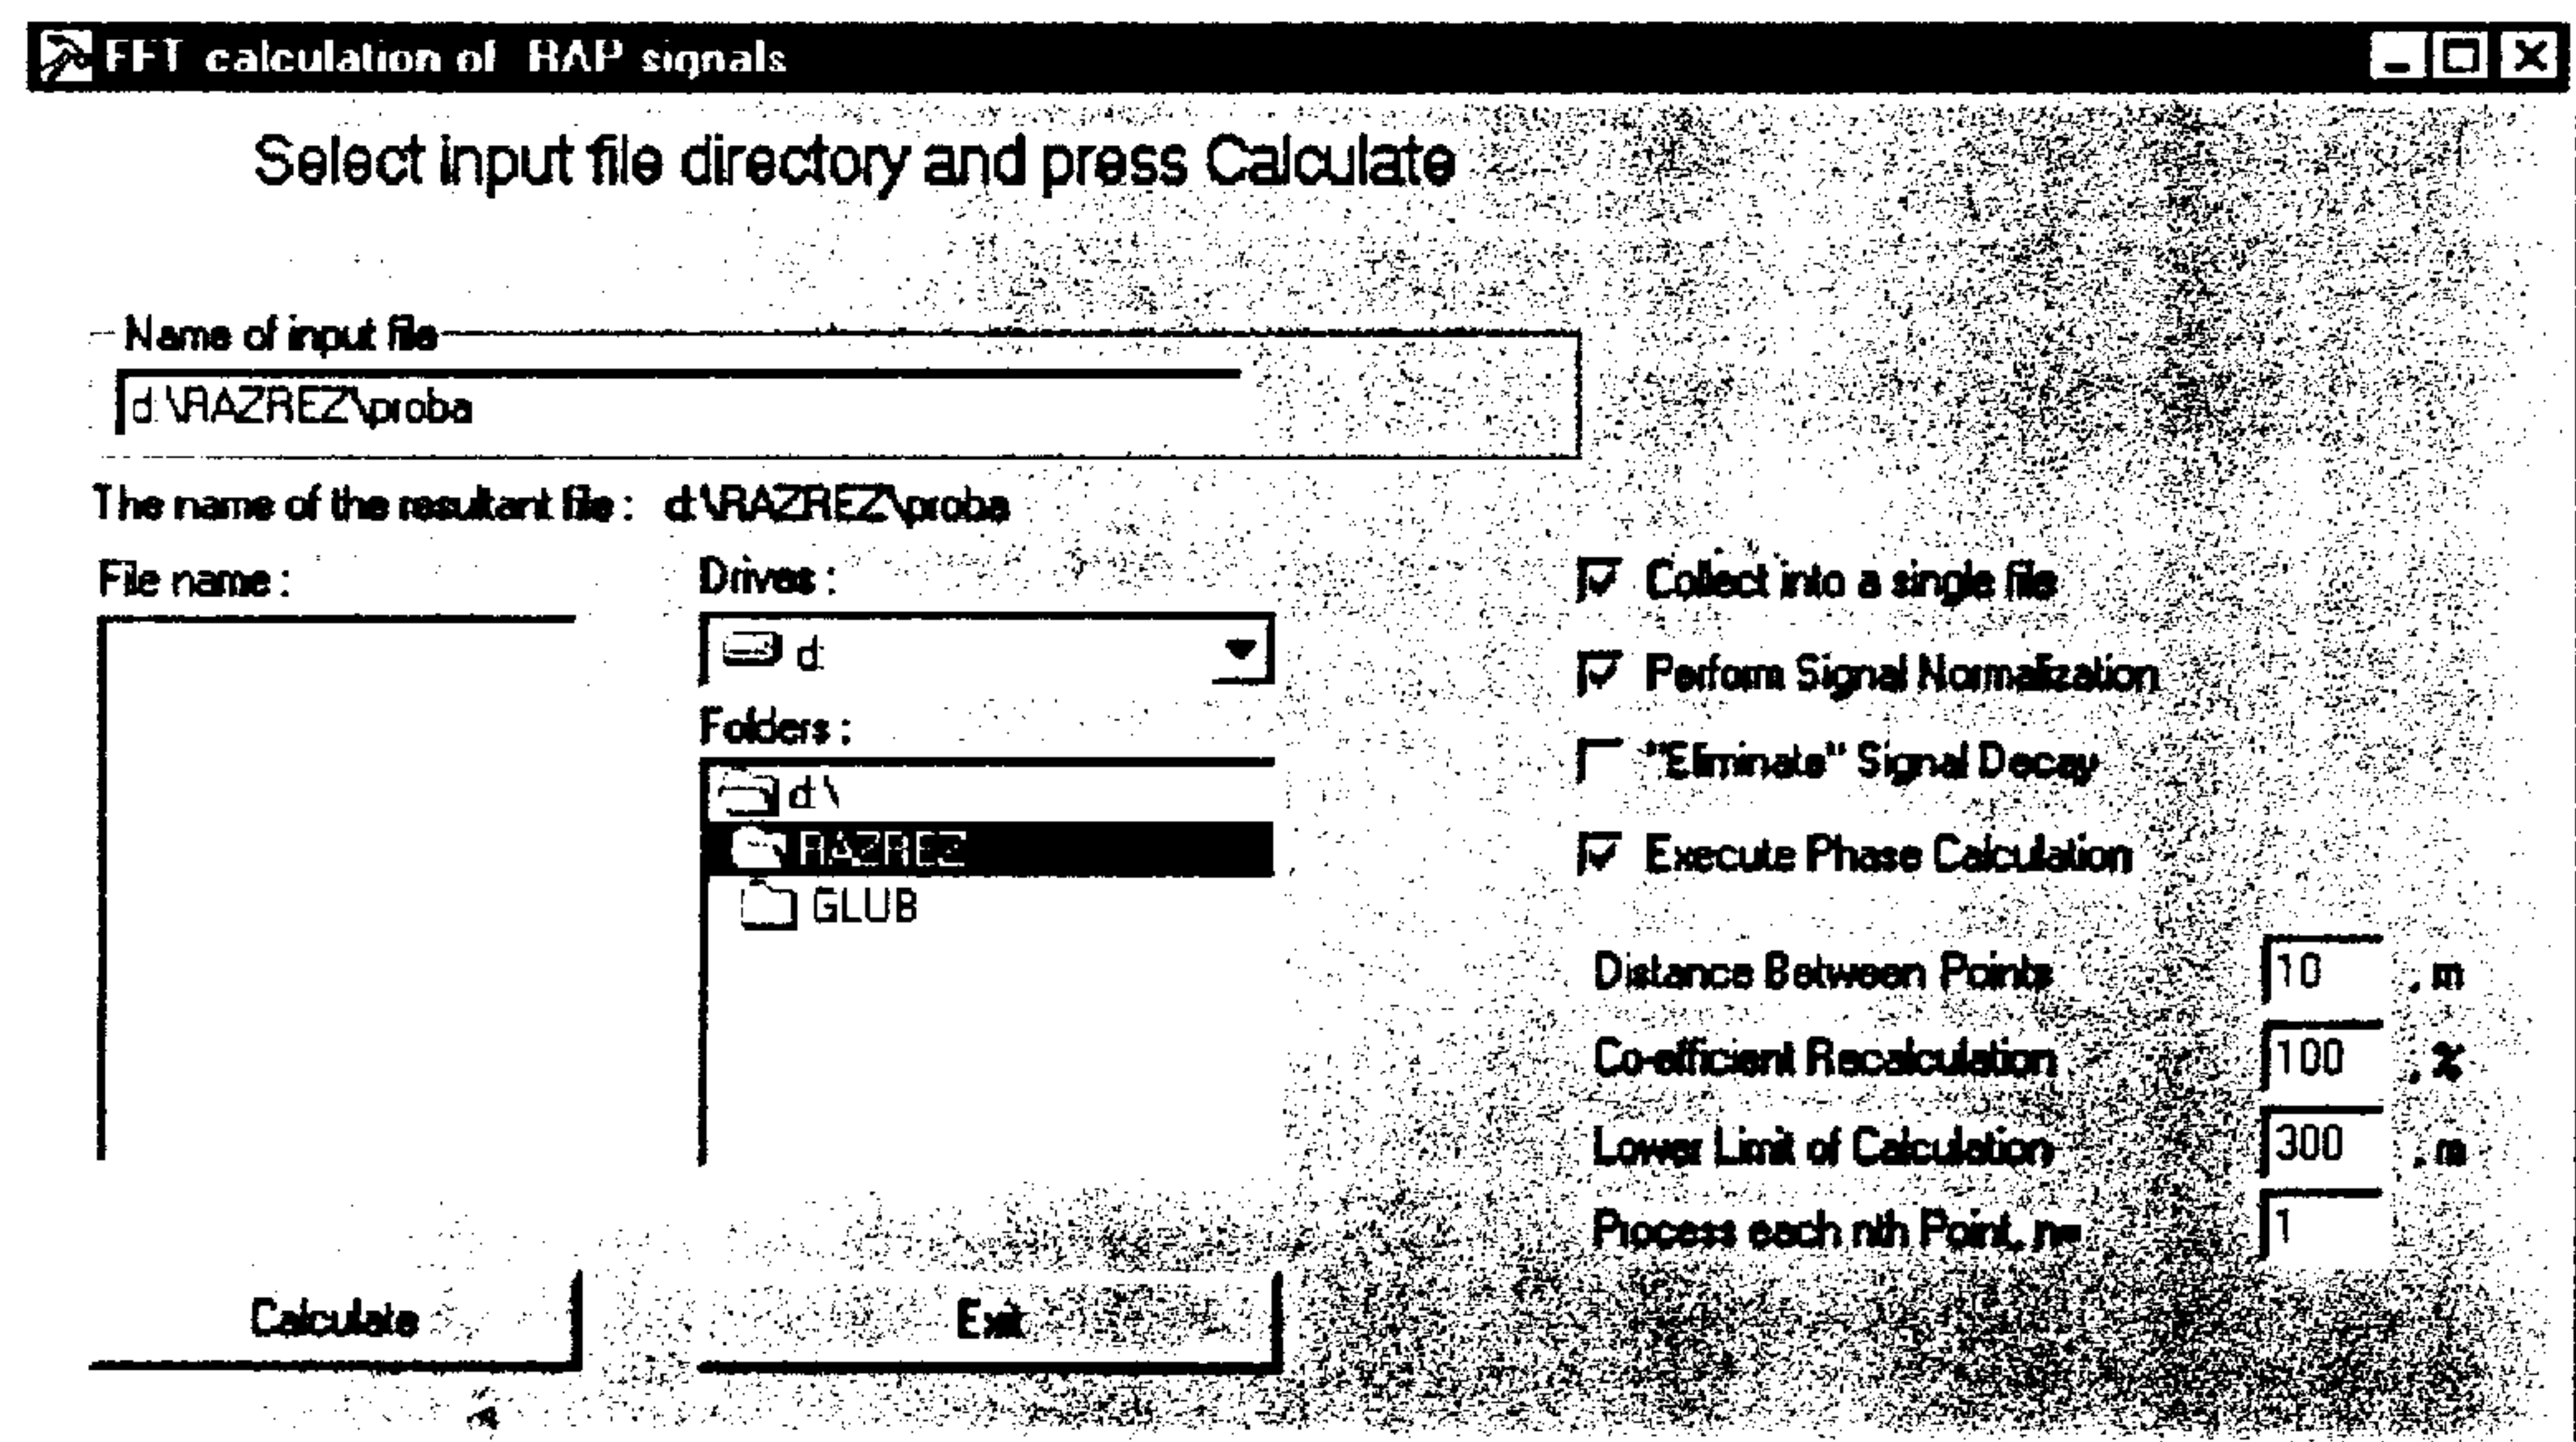 FFT calculation of RAP signals
Select input file directory and press Calculate
Name of input file
d:\RAZREZ\proba
The name of the resultant file : d:\RAZREZ\proba
File name :
Drives :
d:
Folders :
d:\
RAZREZ
GLUB
Collect into a single file
Perform Signal Normalization
"Eliminate" Signal Decay
Execute Phase Calculation
Distance Between Points 10 , m
Co-efficient Recalculation 100 , %
Lower Limit of Calculation 300 , m
Process each nth Point, n= 1
Calculate
Exit